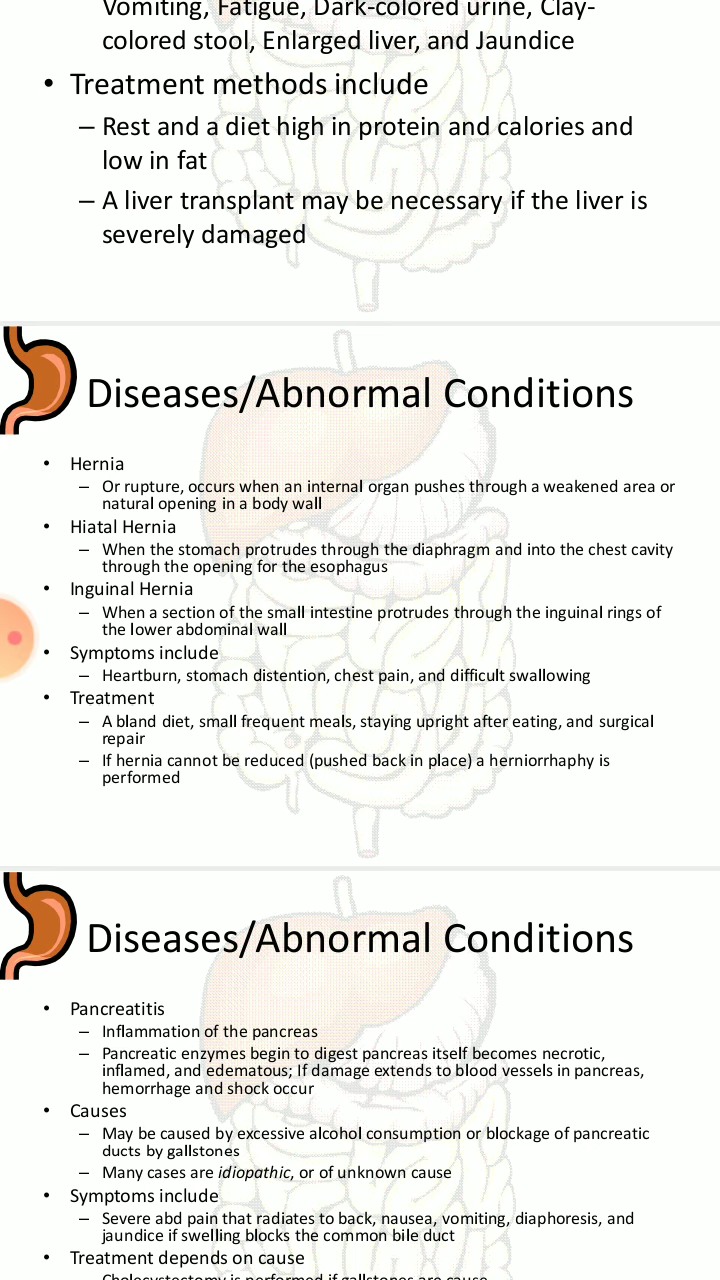 Vomiting, Fatigue, Dark-colored urine, Clay-
colored stool, Enlarged liver, and Jaundice
• Treatment methods include
– Rest and a diet high in protein and calories and
low in fat
– A liver transplant may be necessary if the liver is
severely damaged
Diseases/Abnormal Conditions
• Hernia
– Or rupture, occurs when an internal organ pushes through a weakened area or
natural opening in a body wall
• Hiatal Hernia
– When the stomach protrudes through the diaphragm and into the chest cavity
through the opening for the esophagus
• Inguinal Hernia
– When a section of the small intestine protrudes through the inguinal rings of
the lower abdominal wall
• Symptoms include
– Heartburn, stomach distention, chest pain, and difficult swallowing
• Treatment
– A bland diet, small frequent meals, staying upright after eating, and surgical
repair
– If hernia cannot be reduced (pushed back in place) a herniorrhaphy is
performed
Diseases/Abnormal Conditions
• Pancreatitis
– Inflammation of the pancreas
– Pancreatic enzymes begin to digest pancreas itself becomes necrotic,
inflamed, and edematous; If damage extends to blood vessels in pancreas,
hemorrhage and shock occur
• Causes
– May be caused by excessive alcohol consumption or blockage of pancreatic
ducts by gallstones
– Many cases are idiopathic, or of unknown cause
• Symptoms include
– Severe abd pain that radiates to back, nausea, vomiting, diaphoresis, and
jaundice if swelling blocks the common bile duct
• Treatment depends on cause
– Cholecystectomy is performed if gallstones are cause